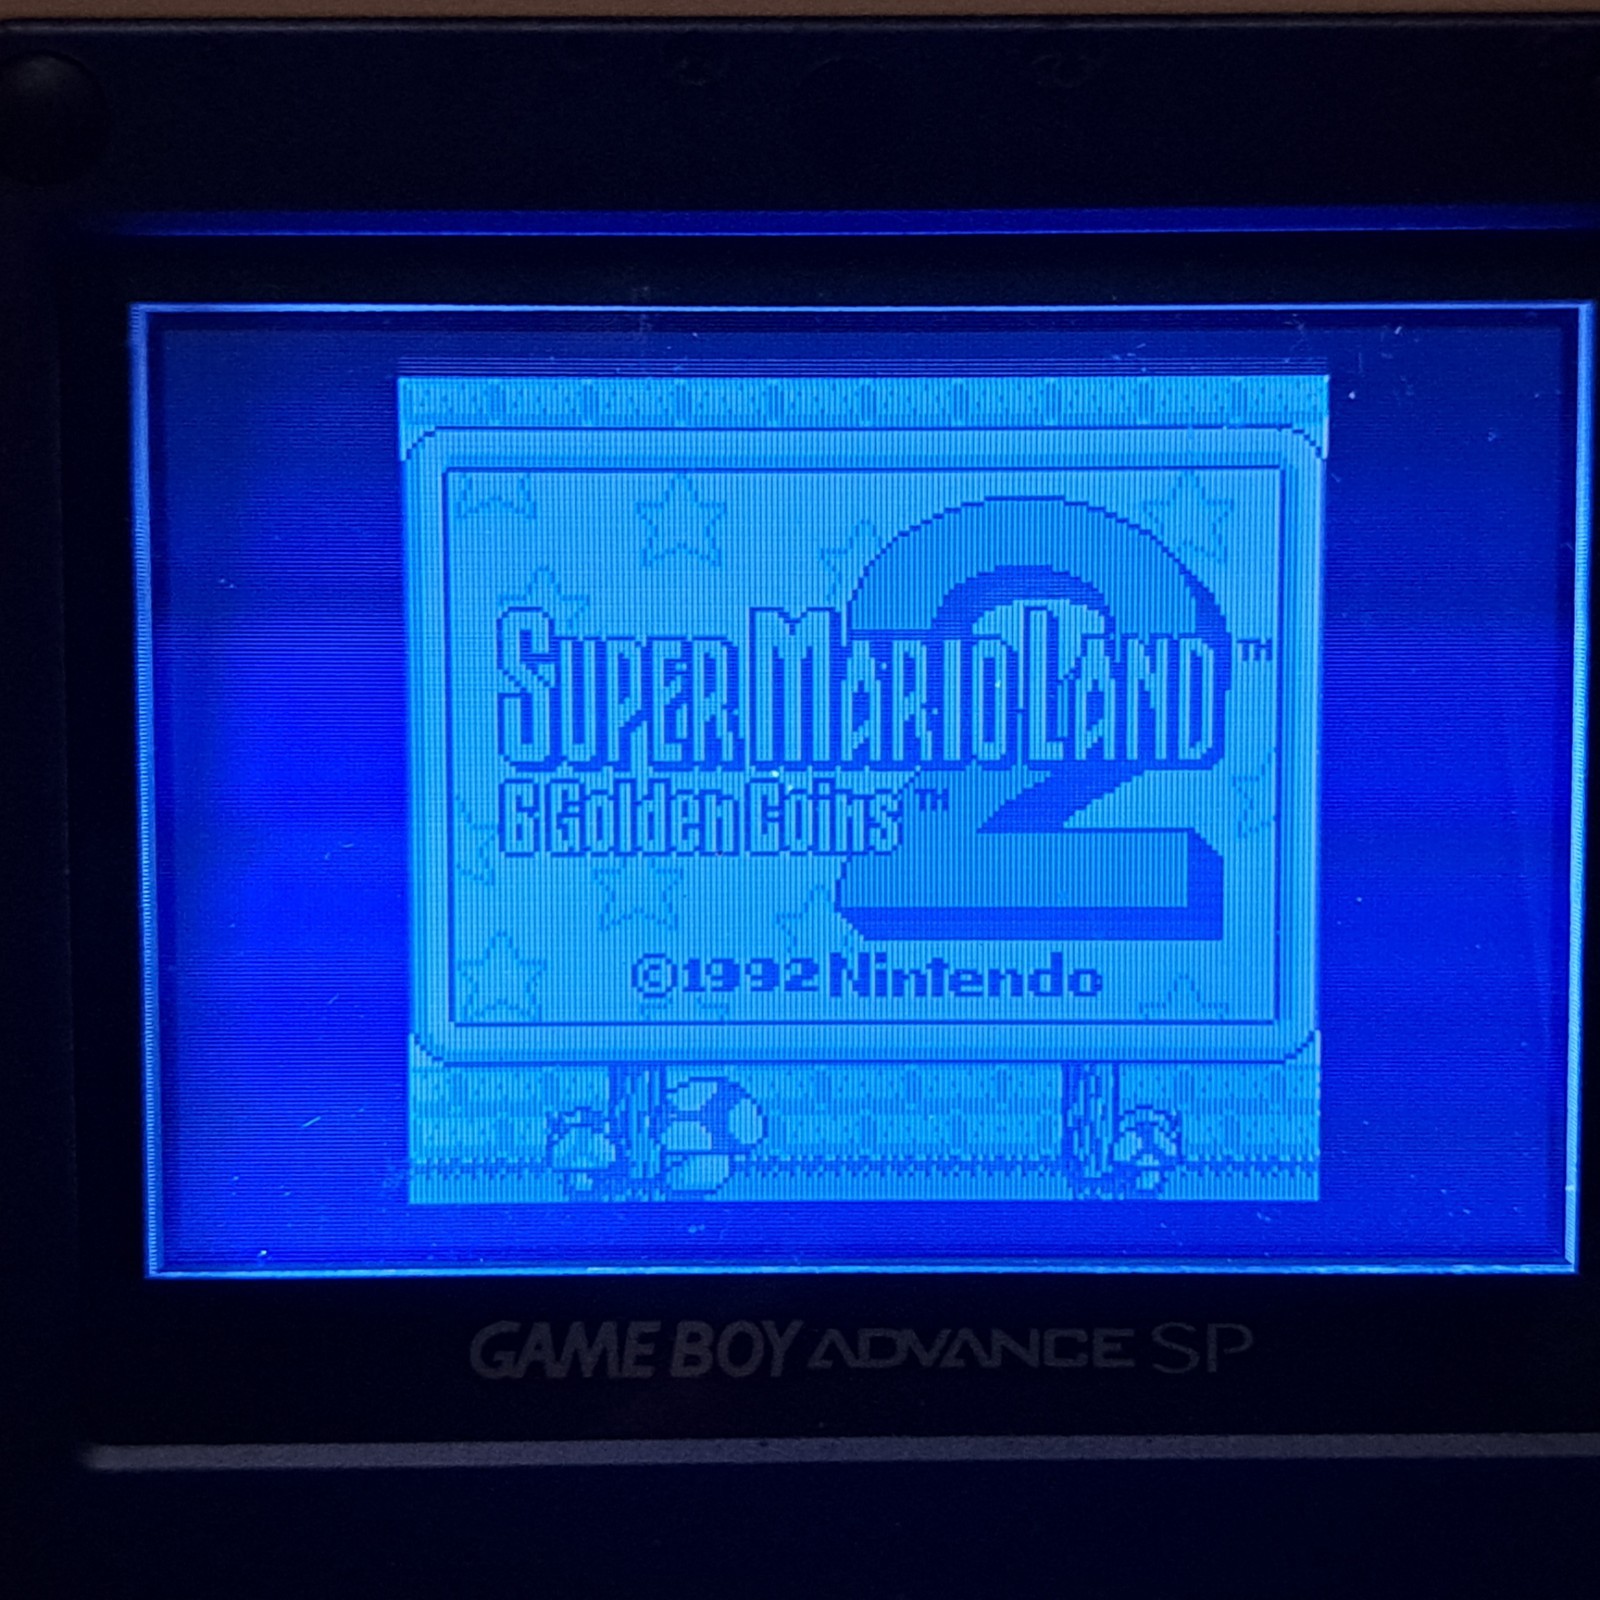 SUPER MARIO LAND™ 2
6 Golden Coins™
©1992 Nintendo
GAME BOY ADVANCE SP